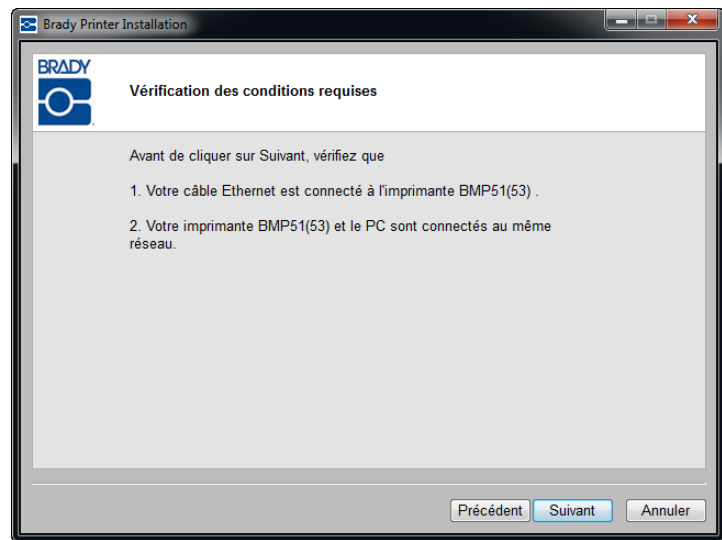 Brady Printer Installation
BRADY
Vérification des conditions requises
Avant de cliquer sur Suivant, vérifiez que
1. Votre câble Ethernet est connecté à l'imprimante BMP51(53) .
2. Votre imprimante BMP51(53) et le PC sont connectés au même
réseau.
Précédent Suivant Annuler